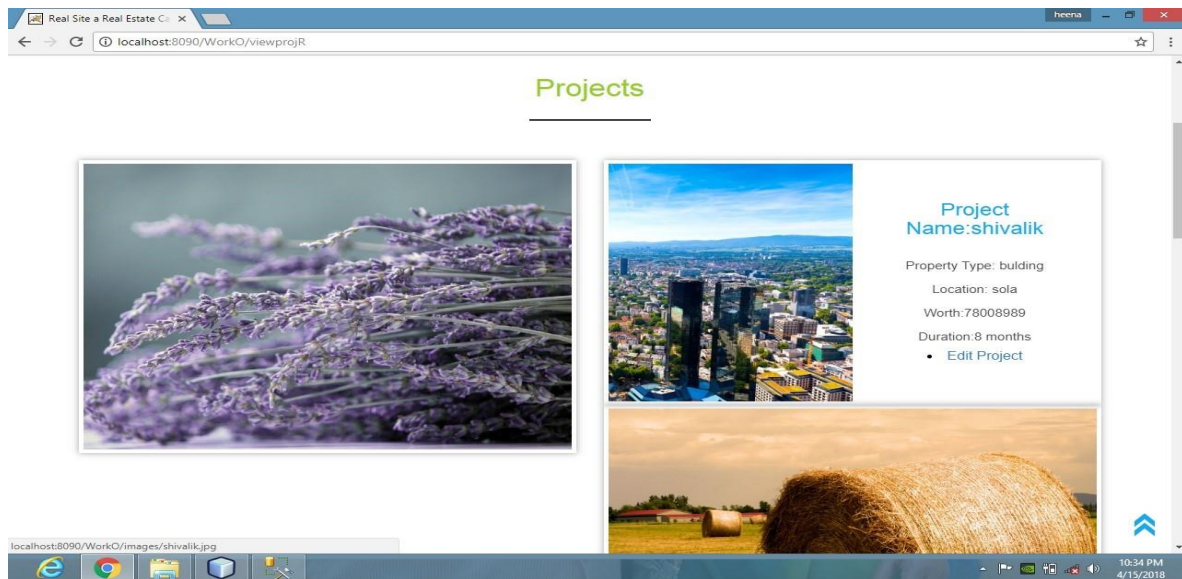 Real Site a Real Estate Ca
heena
localhost:8090/WorkO/viewprojR
Projects
Project
Name:shivalik
Property Type: bulding
Location: sola
Worth:78008989
Duration:8 months
Edit Project
localhost:8090/WorkO/images/shivalik.jpg
10:34 PM
4/15/2018